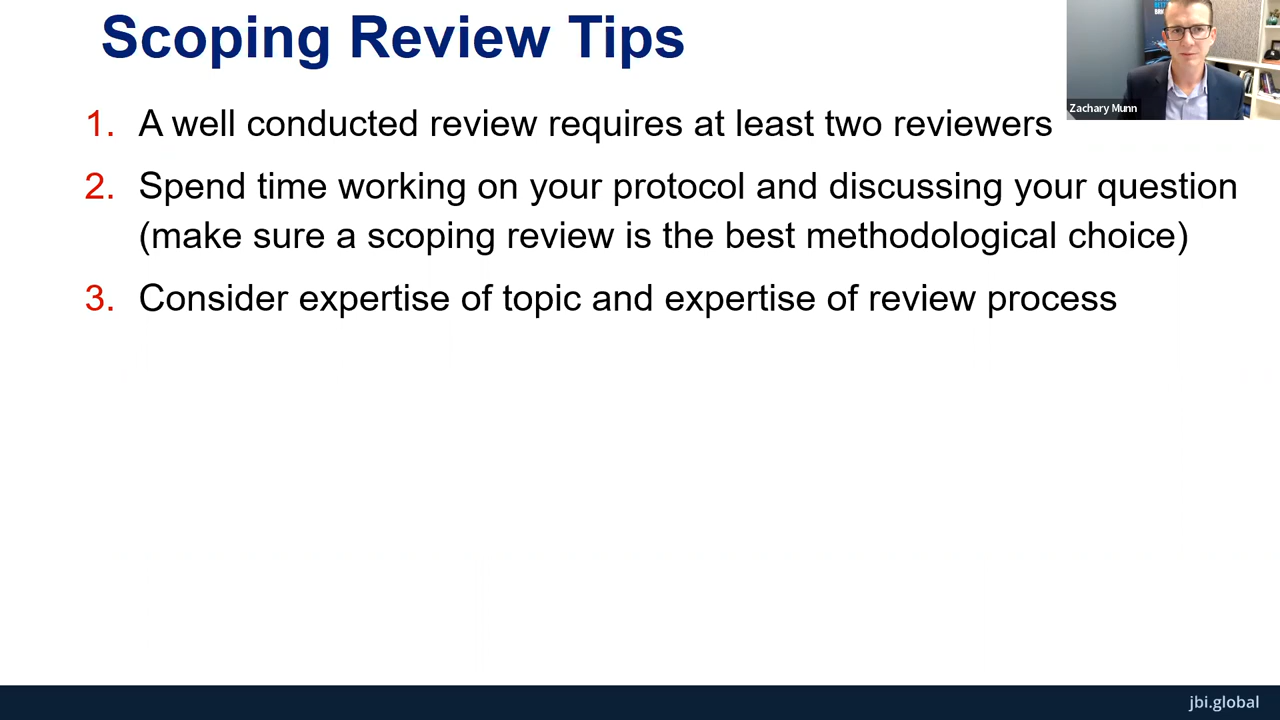 Scoping Review Tips
Zachary Munn
1. A well conducted review requires at least two reviewers
2. Spend time working on your protocol and discussing your question
(make sure a scoping review is the best methodological choice)
3. Consider expertise of topic and expertise of review process
jbi.global